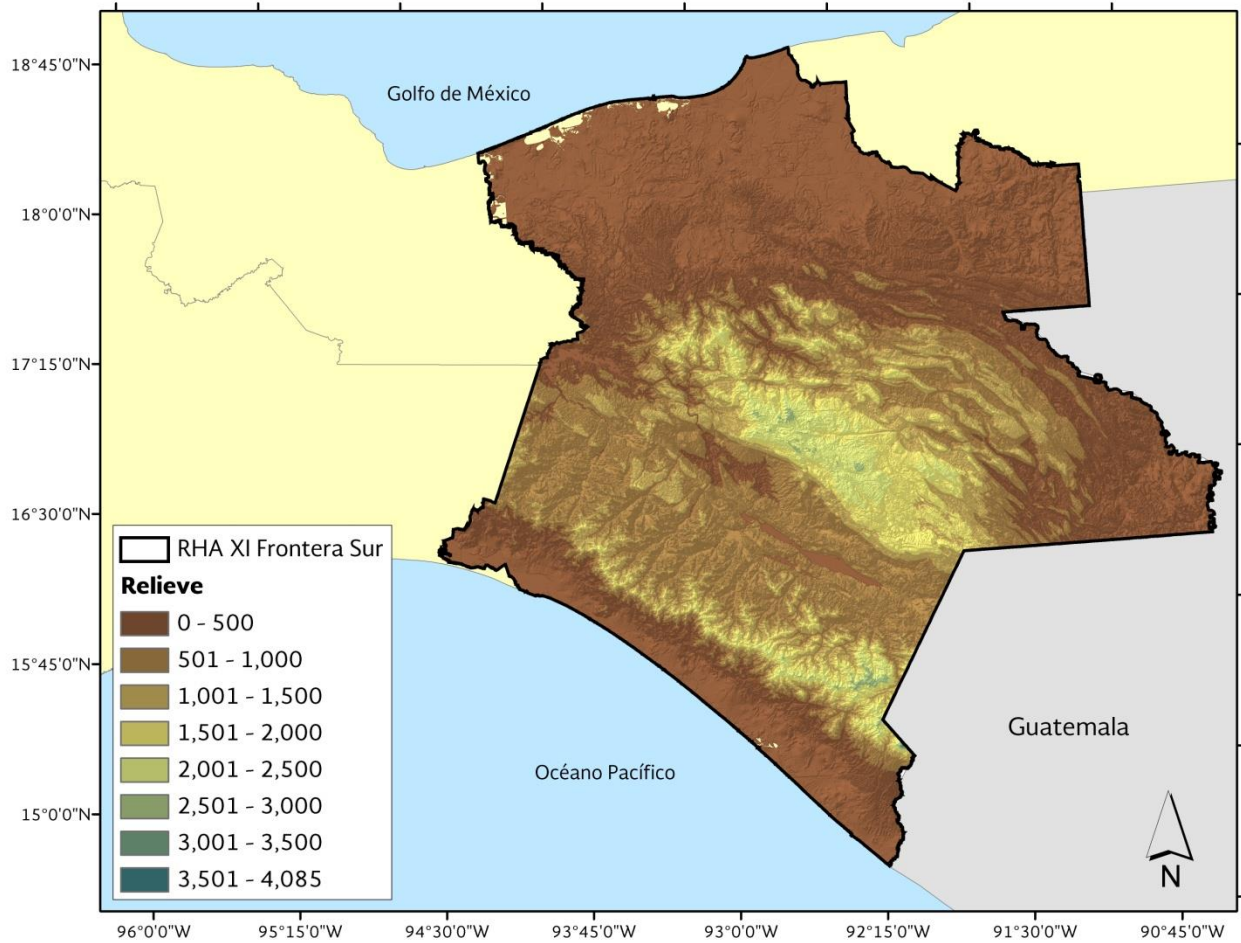 18°45'0"N
Golfo de México
18°0'0"N
17°15'0"N
16°30'0"N
RHA XI Frontera Sur
Relieve
0 - 500
501 - 1,000
1,001 - 1,500
1,501 - 2,000
2,001 - 2,500
2,501 - 3,000
3,001 - 3,500
3,501 - 4,085
15°45'0"N
Guatemala
Océano Pacífico
15°0'0"N
N
96°0'0"W 95°15'0"W 94°30'0"W 93°45'0"W 93°0'0"W 92°15'0"W 91°30'0"W 90°45'0"W